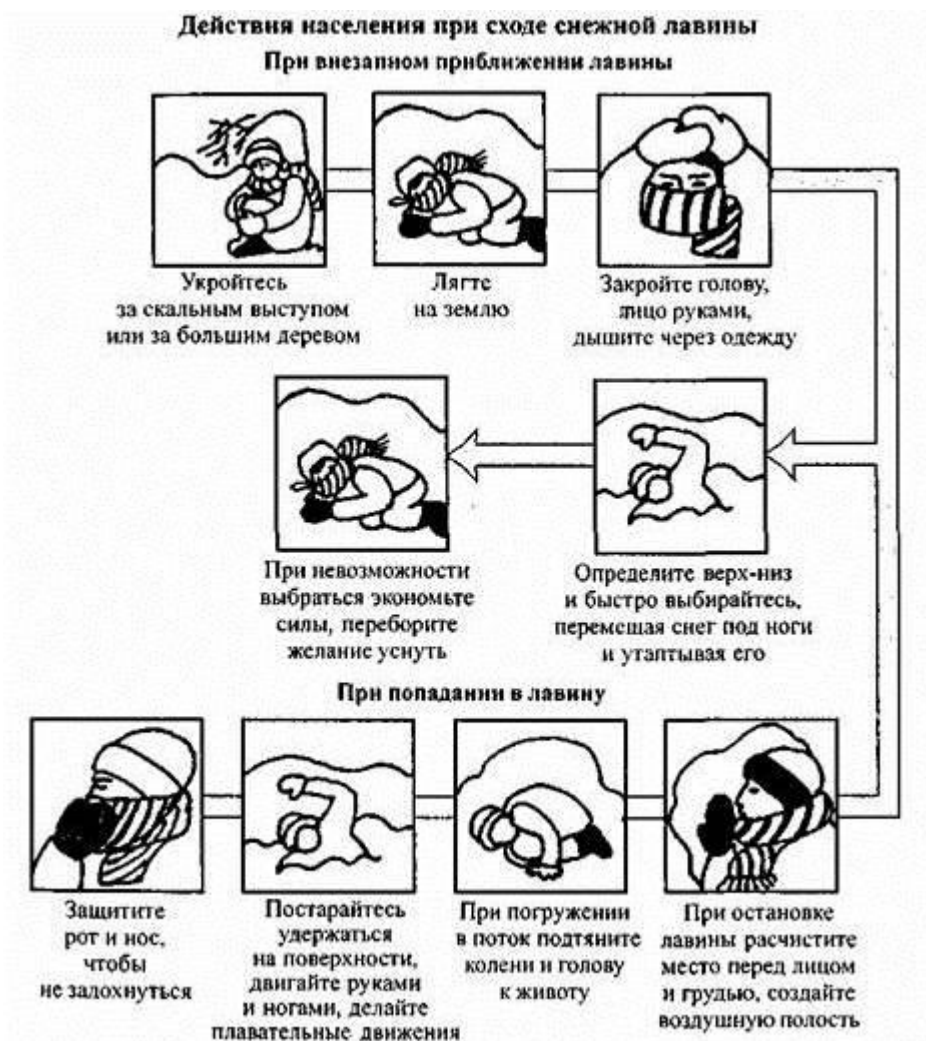 Действия населения при сходе снежной лавины
При внезапном приближении лавины
Укройтесь
за скальным выступом
или за большим деревом
Лягте
на землю
Закройте голову,
лицо руками,
дышите через одежду
При невозможности
выбраться экономьте
силы, переборите
желание уснуть
Определите верх-низ
и быстро выбирайтесь,
перемещая снег под ноги
и утаптывая его
При попадании в лавину
Защитите
рот и нос,
чтобы
не задохнуться
Постарайтесь
удержаться
на поверхности,
двигайте руками
и ногами, делайте
плавательные движения
При погружении
в поток подтяните
колени и голову
к животу
При остановке
лавины расчистите
место перед лицом
и грудью, создайте
воздушную полость